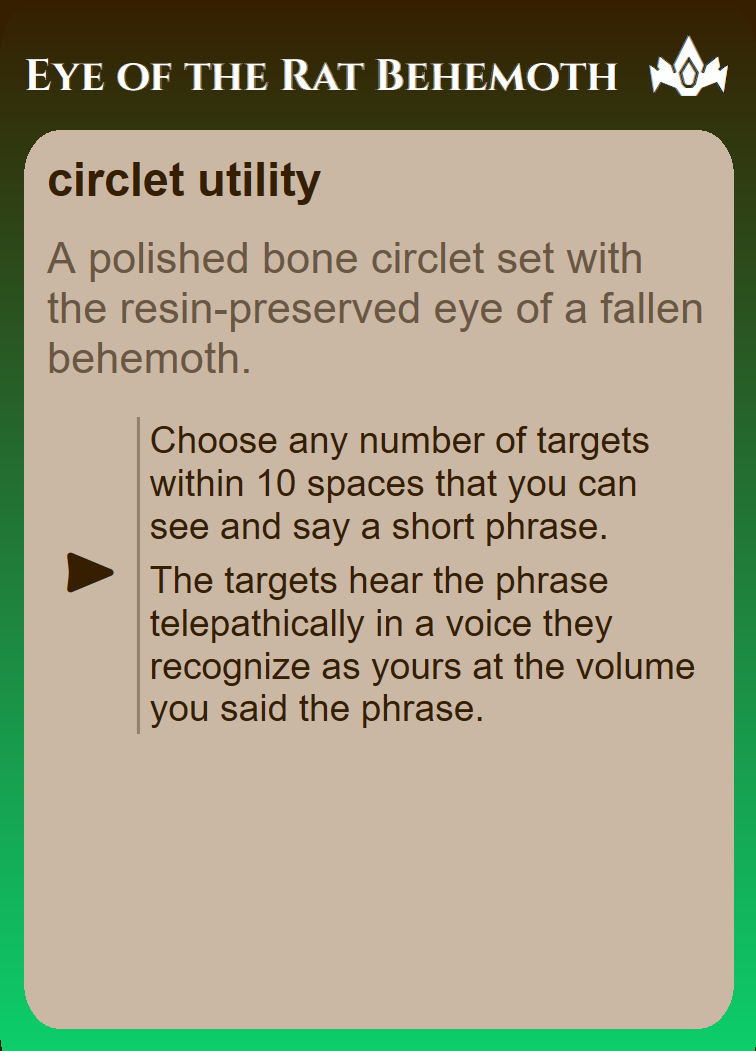 Eye of the Rat Behemoth
circlet utility
A polished bone circlet set with
the resin-preserved eye of a fallen
behemoth.
Choose any number of targets
within 10 spaces that you can
see and say a short phrase.
The targets hear the phrase
telepathically in a voice they
recognize as yours at the volume
you said the phrase.